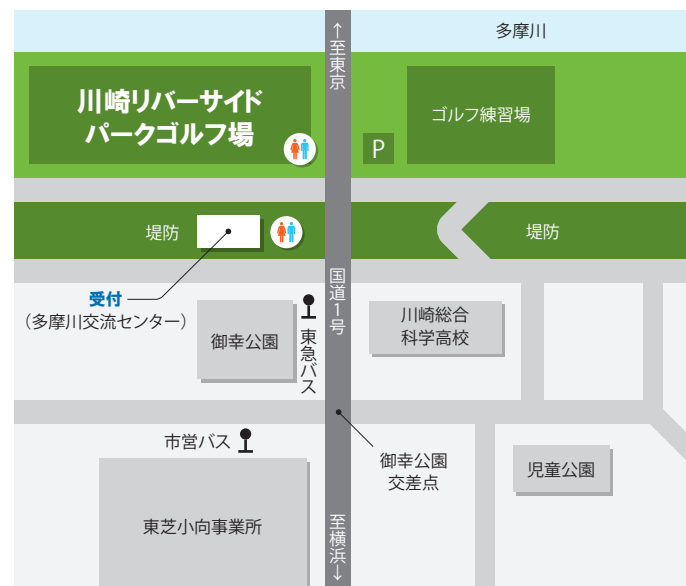 多摩川
↑至東京
川崎リバーサイド
パークゴルフ場
ゴルフ練習場
P
堤防
堤防
受付
（多摩川交流センター）
国道1号
御幸公園
東急バス
川崎総合
科学高校
市営バス
御幸公園
交差点
児童公園
東芝小向事業所
至横浜↓